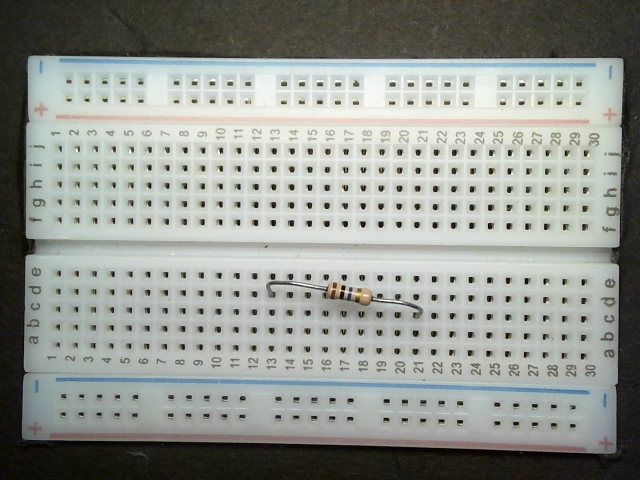 − −
+ +
1 2 3 4 5 6 7 8 9 10 11 12 13 14 15 16 17 18 19 20 21 22 23 24 25 26 27 28 29 30
j j
i i
h h
g g
f f
e e
d d
c c
b b
a a
1 2 3 4 5 6 7 8 9 10 11 12 13 14 15 16 17 18 19 20 21 22 23 24 25 26 27 28 29 30
− −
+ +